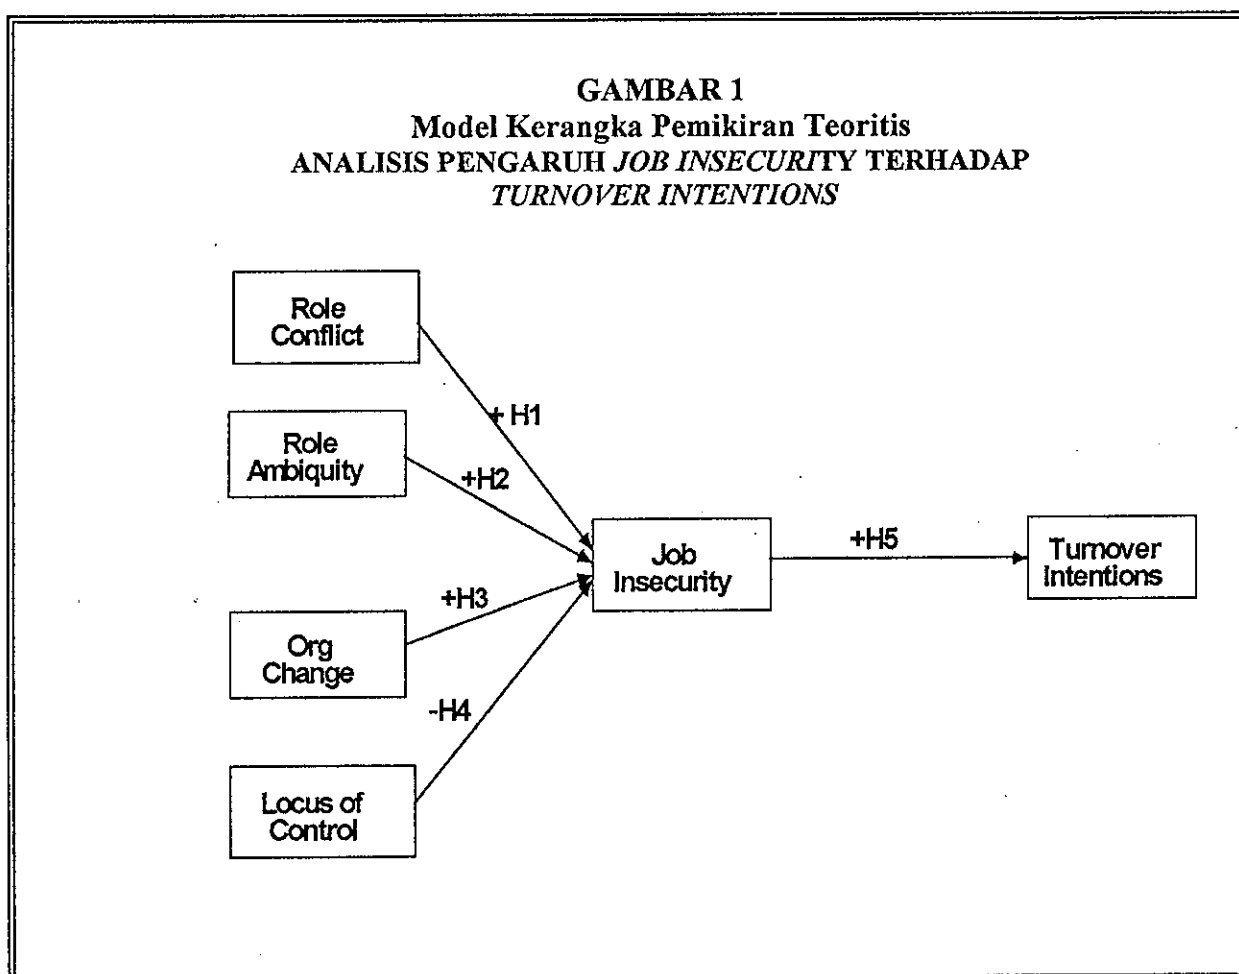 GAMBAR 1
Model Kerangka Pemikiran Teoritis
ANALISIS PENGARUH JOB INSECURITY TERHADAP
TURNOVER INTENTIONS
Role
Conflict
+ H1
Role
Ambiquity
+H2
Job
Insecurity
+H5
Turnover
Intentions
+H3
Org
Change
-H4
Locus of
Control